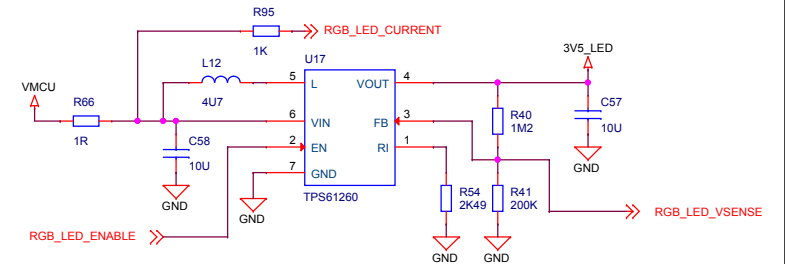 R95
RGB_LED_CURRENT
1K
3V5_LED
L12
U17
5 L VOUT 4
VMCU
4U7
R66
6 VIN FB 3
R40
1M2
C57
10U
1R
C58
10U
2 EN RI 1
7 GND
GND
R54
2K49
R41
200K
TPS61260
GND
GND
RGB_LED_VSENSE
RGB_LED_ENABLE
GND
GND